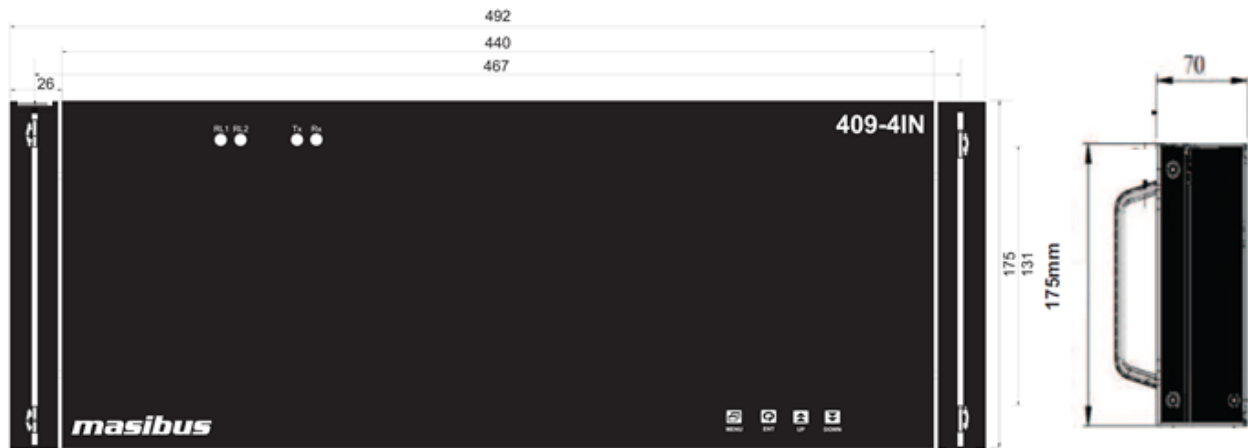 492
440
467
26
70
RL1 RL2 Tx Rx
409-4IN
175
131
175mm
masibus
MENU ENT UP DOWN